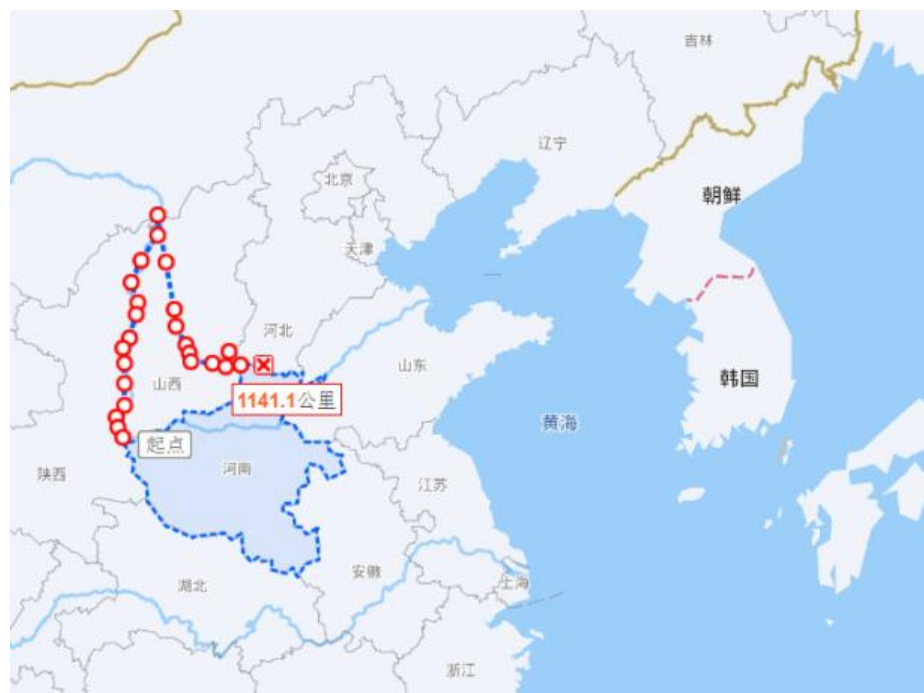 吉林
辽宁
北京
朝鲜
天津
河北
山东
山西
韩国
1141.1公里
黄海
起点
河南
陕西
江苏
安徽
湖北
上海
浙江